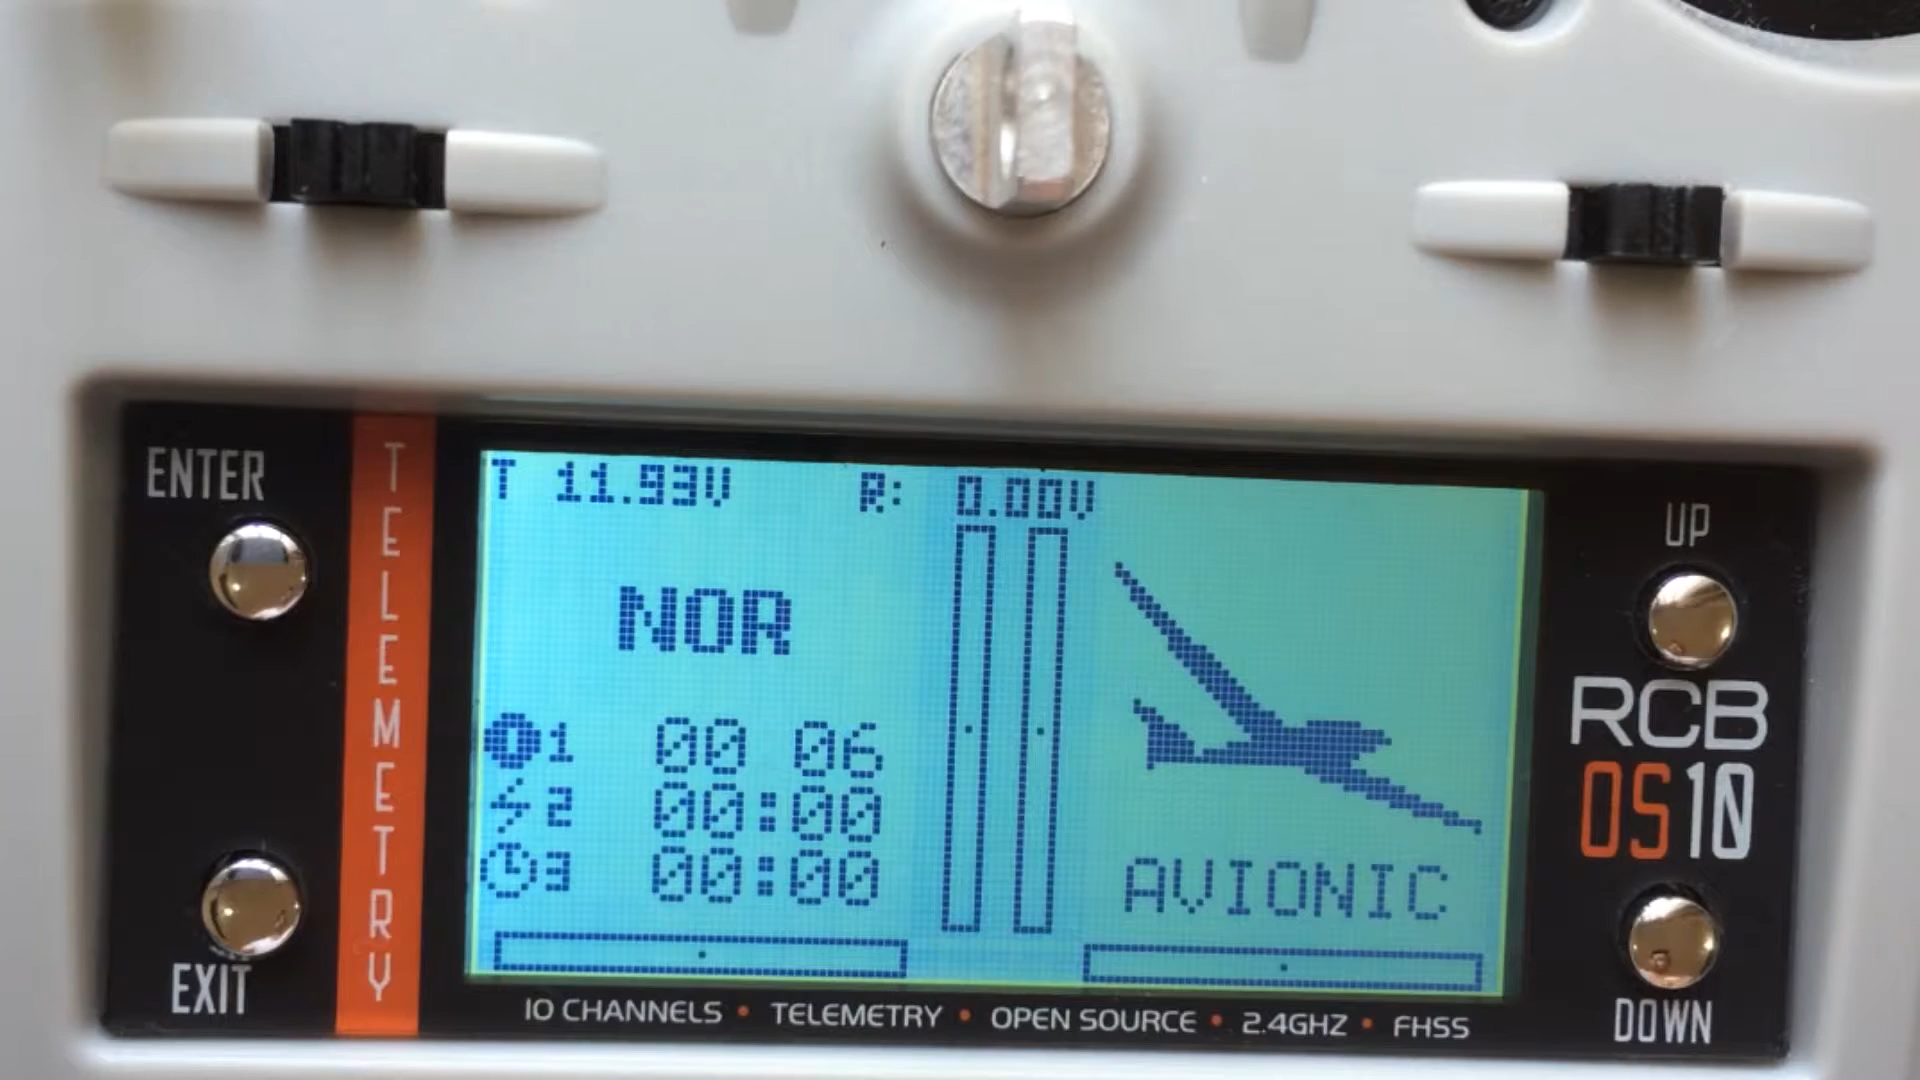 ENTER
TELEMETRY
EXIT
T 11.93V R: 0.00V
NOR
1 00 06
2 00:00
3 00:00
AVIONIC
10 CHANNELS • TELEMETRY • OPEN SOURCE • 2.4GHZ • FHSS
UP
RCB
OS10
DOWN